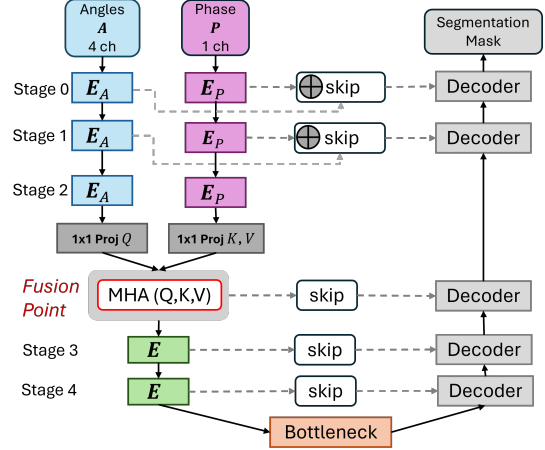 Angles
A
4 ch
Phase
P
1 ch
Segmentation
Mask
Stage 0
E_A
E_P
skip
Decoder
Stage 1
E_A
E_P
skip
Decoder
Stage 2
E_A
E_P
1x1 Proj Q
1x1 Proj K, V
Fusion
Point
MHA (Q,K,V)
skip
Decoder
Stage 3
E
skip
Decoder
Stage 4
E
skip
Decoder
Bottleneck